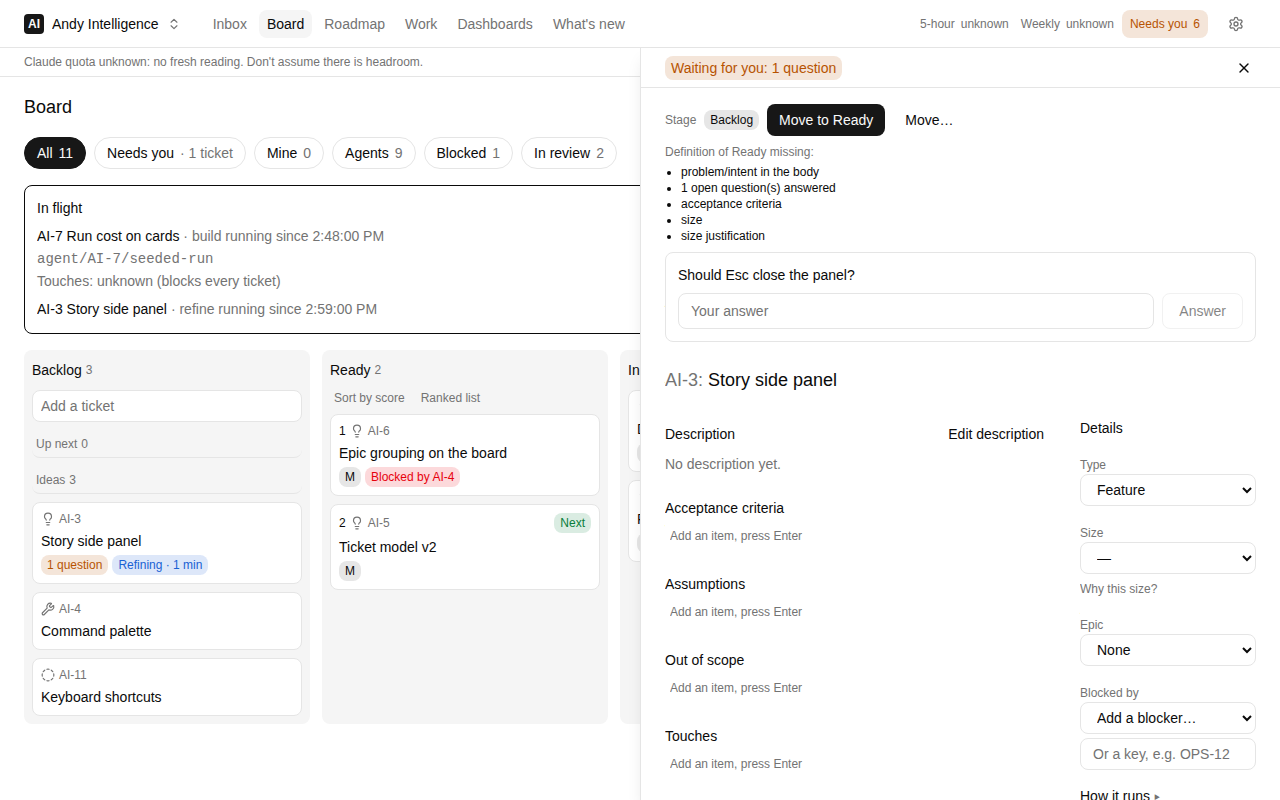 AI Andy Intelligence Inbox Board Roadmap Work Dashboards What's new 5-hour unknown Weekly unknown Needs you 6
Claude quota unknown: no fresh reading. Don't assume there is headroom.
Board
All 11 Needs you · 1 ticket Mine 0 Agents 9 Blocked 1 In review 2
In flight
AI-7 Run cost on cards · build running since 2:48:00 PM
agent/AI-7/seeded-run
Touches: unknown (blocks every ticket)
AI-3 Story side panel · refine running since 2:59:00 PM
Backlog 3
Add a ticket
Up next 0
Ideas 3
AI-3
Story side panel
1 question Refining · 1 min
AI-4
Command palette
AI-11
Keyboard shortcuts
Ready 2
Sort by score Ranked list
1 AI-6
Epic grouping on the board
M Blocked by AI-4
2 AI-5 Next
Ticket model v2
M
In
Waiting for you: 1 question
Stage Backlog Move to Ready Move…
Definition of Ready missing:
• problem/intent in the body
• 1 open question(s) answered
• acceptance criteria
• size
• size justification
Should Esc close the panel?
Your answer Answer
AI-3: Story side panel
Description Edit description
No description yet.
Acceptance criteria
Add an item, press Enter
Assumptions
Add an item, press Enter
Out of scope
Add an item, press Enter
Touches
Add an item, press Enter
Details
Type
Feature
Size
—
Why this size?
Epic
None
Blocked by
Add a blocker…
Or a key, e.g. OPS-12
How it runs ▸